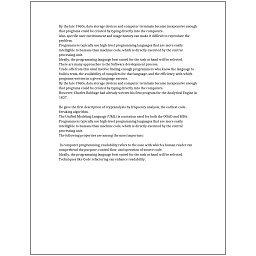 By the late 1960s, data storage devices and computer terminals became inexpensive enough
that programs could be created by typing directly into the computers.
Also, specific user environment and usage history can make it difficult to reproduce the
problem.
Programmers typically use high-level programming languages that are more easily
intelligible to humans than machine code, which is directly executed by the central
processing unit.
Ideally, the programming language best suited for the task at hand will be selected.
There are many approaches to the Software development process.
Trade-offs from this ideal involve finding enough programmers who know the language to
build a team, the availability of compilers for that language, and the efficiency with which
programs written in a given language execute.
By the late 1960s, data storage devices and computer terminals became inexpensive enough
that programs could be created by typing directly into the computers.
However, Charles Babbage had already written his first program for the Analytical Engine in
1837.

He gave the first description of cryptanalysis by frequency analysis, the earliest code-
breaking algorithm.
The Unified Modeling Language (UML) is a notation used for both the OOAD and MDA.
Programmers typically use high-level programming languages that are more easily
intelligible to humans than machine code, which is directly executed by the central
processing unit.
The following properties are among the most important:

In computer programming, readability refers to the ease with which a human reader can
comprehend the purpose, control flow, and operation of source code.
Ideally, the programming language best suited for the task at hand will be selected.
Techniques like Code refactoring can enhance readability.